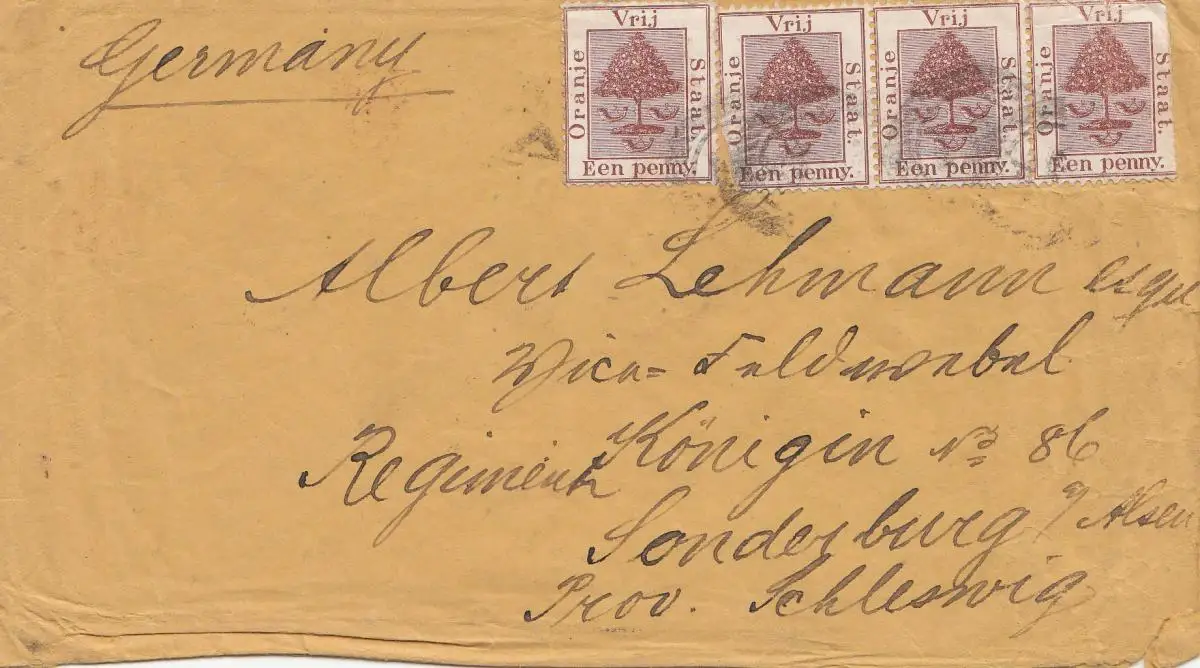 Germany
Vrij Oranje Staat. Een penny.
Vrij Oranje Staat. Een penny.
Vrij Oranje Staat. Een penny.
Vrij Oranje Staat. Een penny.
Albert Lehmann
Vice=Feldwebel
Regiment Königin No 86
Sonderburg a/ Alsen
Prov. Schleswig